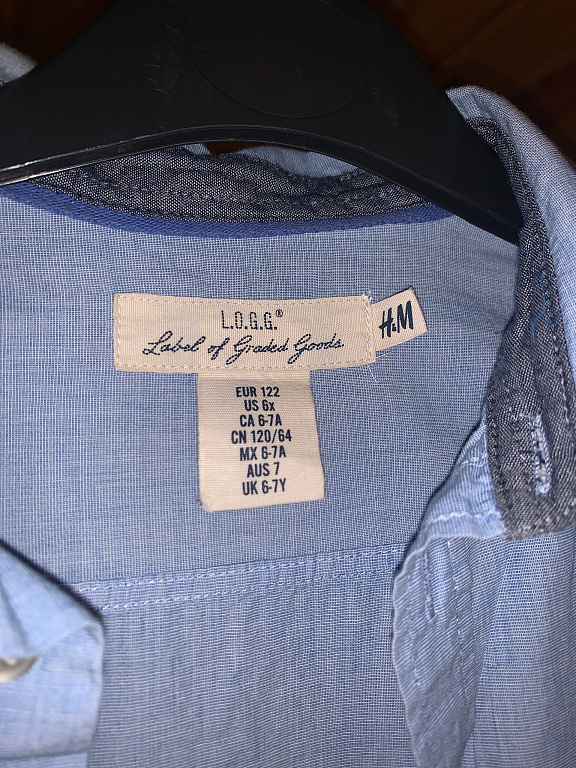 L.O.G.G.®
Label of Graded Goods
H&M
EUR 122
US 6x
CA 6-7A
CN 120/64
MX 6-7A
AUS 7
UK 6-7Y